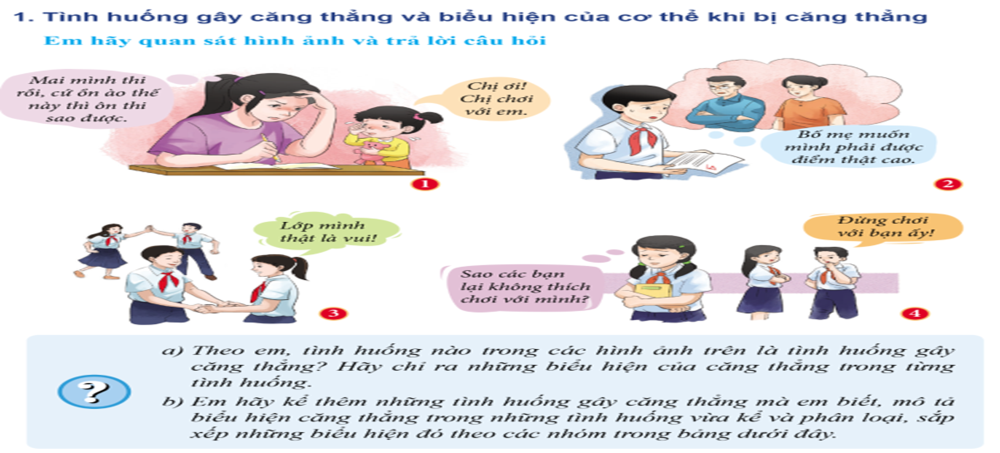 1. Tình huống gây căng thẳng và biểu hiện của cơ thể khi bị căng thẳng
Em hãy quan sát hình ảnh và trả lời câu hỏi
Mai mình thi
rồi, cứ ồn ào thế
này thì ôn thi
sao được.
Chị ơi!
Chị chơi
với em.
1
Bố mẹ muốn
mình phải được
điểm thật cao.
2
Lớp mình
thật là vui!
3
Sao các bạn
lại không thích
chơi với mình?
Đừng chơi
với bạn ấy!
4
?
a) Theo em, tình huống nào trong các hình ảnh trên là tình huống gây
căng thẳng? Hãy chỉ ra những biểu hiện của căng thẳng trong từng
tình huống.
b) Em hãy kể thêm những tình huống gây căng thẳng mà em biết, mô tả
biểu hiện căng thẳng trong những tình huống vừa kể và phân loại, sắp
xếp những biểu hiện đó theo các nhóm trong bảng dưới đây.